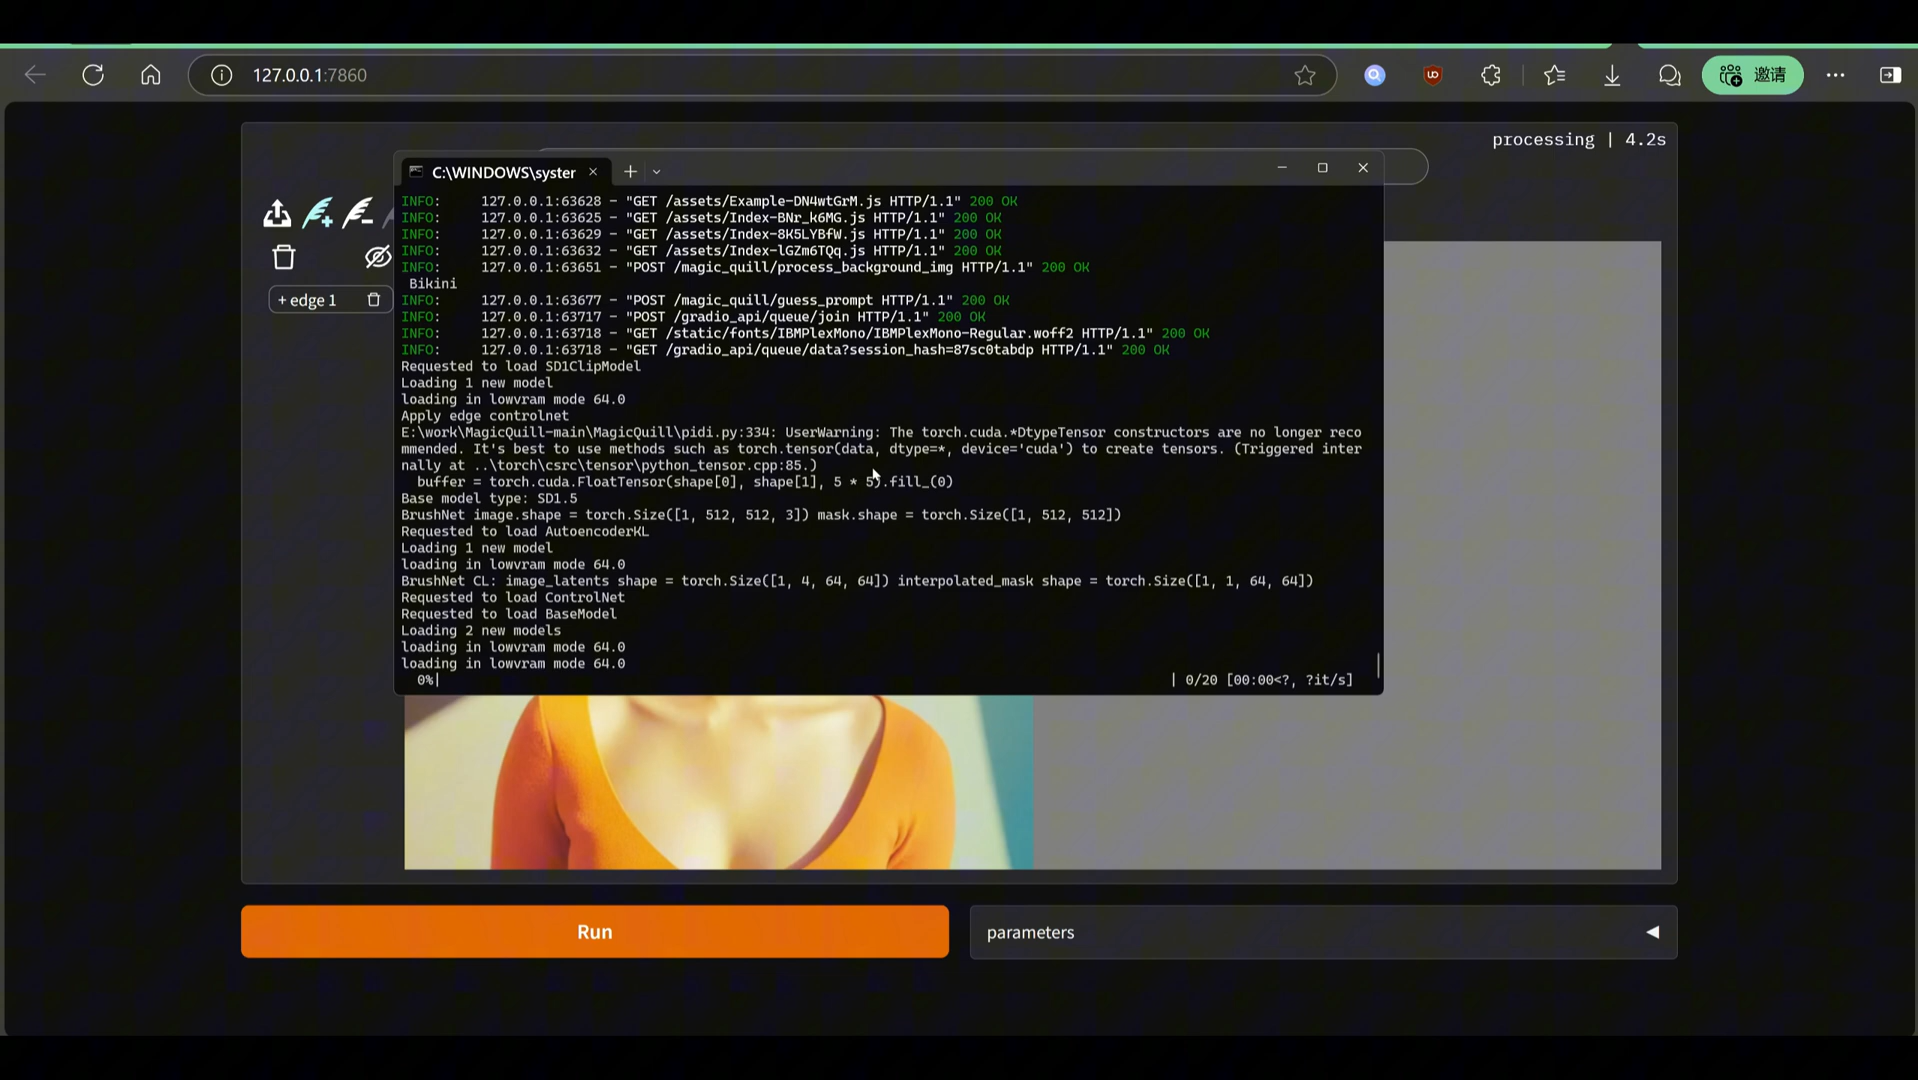 127.0.0.1:7860
邀请
processing | 4.2s
C:\WINDOWS\syster
INFO:     127.0.0.1:63628 - "GET /assets/Example-DN4wtGrM.js HTTP/1.1" 200 OK
INFO:     127.0.0.1:63625 - "GET /assets/Index-BNr_k6MG.js HTTP/1.1" 200 OK
INFO:     127.0.0.1:63629 - "GET /assets/Index-8K5LYBfW.js HTTP/1.1" 200 OK
INFO:     127.0.0.1:63632 - "GET /assets/Index-lGZm6TQq.js HTTP/1.1" 200 OK
INFO:     127.0.0.1:63651 - "POST /magic_quill/process_background_img HTTP/1.1" 200 OK
Bikini
INFO:     127.0.0.1:63677 - "POST /magic_quill/guess_prompt HTTP/1.1" 200 OK
+ edge 1
INFO:     127.0.0.1:63717 - "POST /gradio_api/queue/join HTTP/1.1" 200 OK
INFO:     127.0.0.1:63718 - "GET /static/fonts/IBMPlexMono/IBMPlexMono-Regular.woff2 HTTP/1.1" 200 OK
INFO:     127.0.0.1:63718 - "GET /gradio_api/queue/data?session_hash=87sc0tabdp HTTP/1.1" 200 OK
Requested to load SD1ClipModel
Loading 1 new model
loading in lowvram mode 64.0
Apply edge controlnet
E:\work\MagicQuill-main\MagicQuill\pidi.py:334: UserWarning: The torch.cuda.*DtypeTensor constructors are no longer reco
mmended. It's best to use methods such as torch.tensor(data, dtype=*, device='cuda') to create tensors. (Triggered inter
nally at ..\torch\csrc\tensor\python_tensor.cpp:85.)
buffer = torch.cuda.FloatTensor(shape[0], shape[1], 5 * 5).fill_(0)
Base model type: SD1.5
BrushNet image.shape = torch.Size([1, 512, 512, 3]) mask.shape = torch.Size([1, 512, 512])
Requested to load AutoencoderKL
Loading 1 new model
loading in lowvram mode 64.0
BrushNet CL: image_latents shape = torch.Size([1, 4, 64, 64]) interpolated_mask shape = torch.Size([1, 1, 64, 64])
Requested to load ControlNet
Requested to load BaseModel
Loading 2 new models
loading in lowvram mode 64.0
loading in lowvram mode 64.0
0%| | 0/20 [00:00<?, ?it/s]
Run
parameters